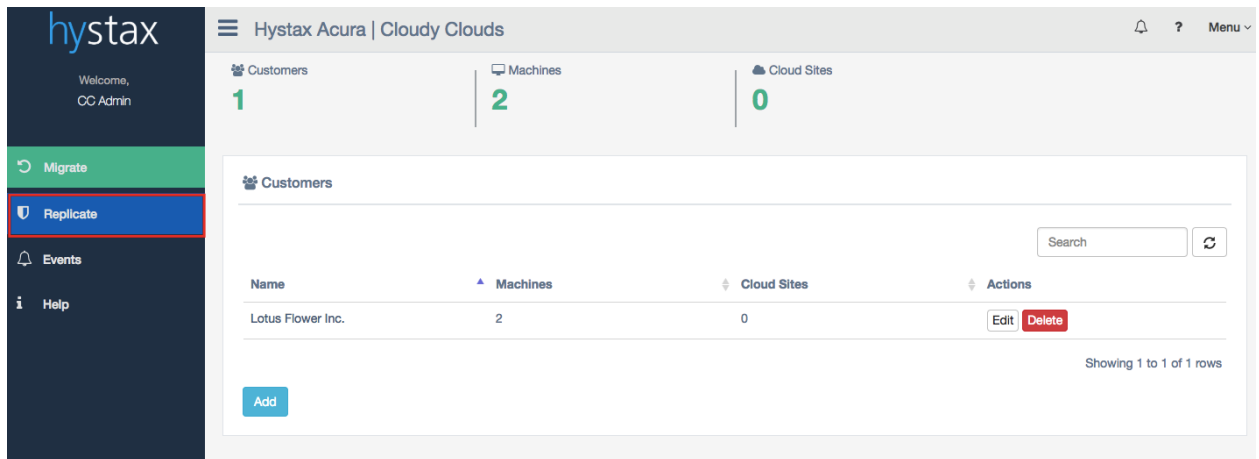 hystax
Welcome,
CC Admin
Migrate
Replicate
Events
Help
Hystax Acura | Cloudy Clouds
? Menu
Customers
1
Machines
2
Cloud Sites
0
Customers
Search
Name Machines Cloud Sites Actions
Lotus Flower Inc. 2 0 Edit Delete
Showing 1 to 1 of 1 rows
Add